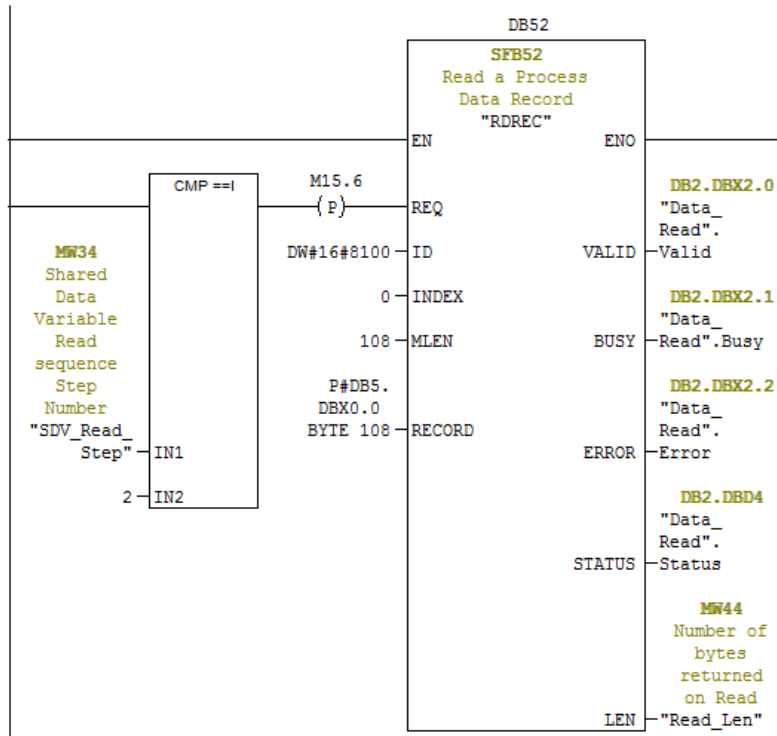 DB52
SFB52
Read a Process
Data Record
"RDREC"
EN
ENO
CMP ==I
M15.6
(P)
REQ
DB2.DBX2.0
"Data_
Read".
VALID
Valid
MW34
Shared
Data
Variable
Read
sequence
Step
Number
"SDV_Read_
Step"
IN1
2
IN2
DW#16#8100
ID
0
INDEX
DB2.DBX2.1
"Data_
BUSY
Read".Busy
108
MLEN
P#DB5.
DBX0.0
BYTE 108
RECORD
DB2.DBX2.2
"Data_
Read".
ERROR
Error
DB2.DBD4
"Data_
Read".
STATUS
Status
MW44
Number of
bytes
returned
on Read
LEN
"Read_Len"